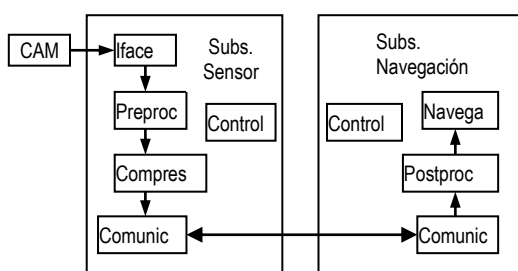 CAM
Iface
Subs.
Sensor
Preproc
Control
Compres
Comunic
Subs.
Navegación
Control
Navega
Postproc
Comunic